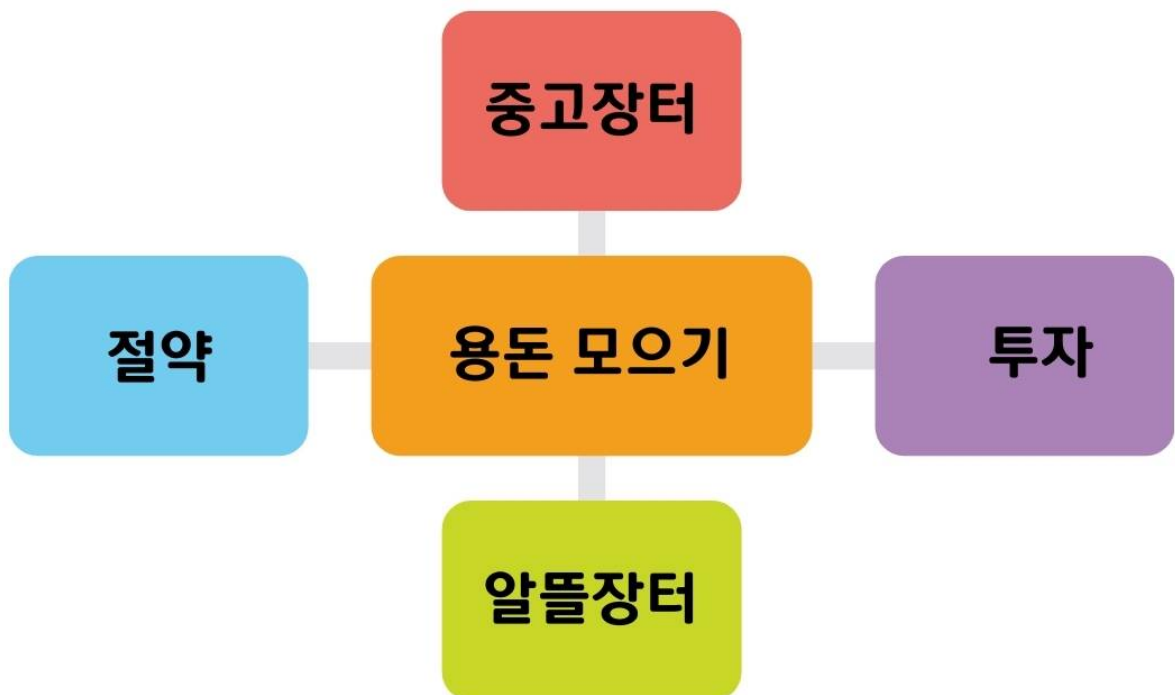 중고장터
절약
용돈 모으기
투자
알뜰장터